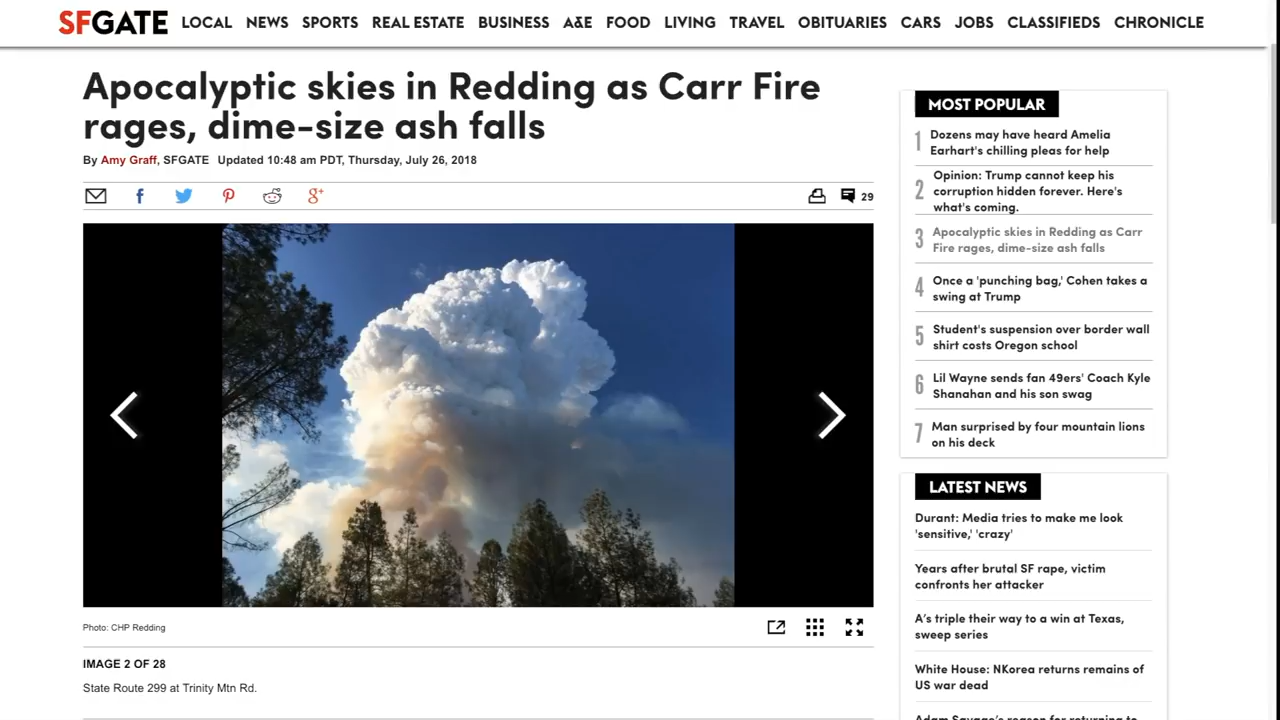 SFGATE LOCAL NEWS SPORTS REAL ESTATE BUSINESS A&E FOOD LIVING TRAVEL OBITUARIES CARS JOBS CLASSIFIEDS CHRONICLE
Apocalyptic skies in Redding as Carr Fire
rages, dime-size ash falls
By Amy Graff, SFGATE Updated 10:48 am PDT, Thursday, July 26, 2018
29
Photo: CHP Redding
IMAGE 2 OF 28
State Route 299 at Trinity Mtn Rd.
MOST POPULAR
1 Dozens may have heard Amelia
Earhart's chilling pleas for help
2 Opinion: Trump cannot keep his
corruption hidden forever. Here's
what's coming.
3 Apocalyptic skies in Redding as Carr
Fire rages, dime-size ash falls
4 Once a 'punching bag,' Cohen takes a
swing at Trump
5 Student's suspension over border wall
shirt costs Oregon school
6 Lil Wayne sends fan 49ers' Coach Kyle
Shanahan and his son swag
7 Man surprised by four mountain lions
on his deck
LATEST NEWS
Durant: Media tries to make me look
'sensitive,' 'crazy'
Years after brutal SF rape, victim
confronts her attacker
A's triple their way to a win at Texas,
sweep series
White House: NKorea returns remains of
US war dead
Adam Savage's reason for returning to